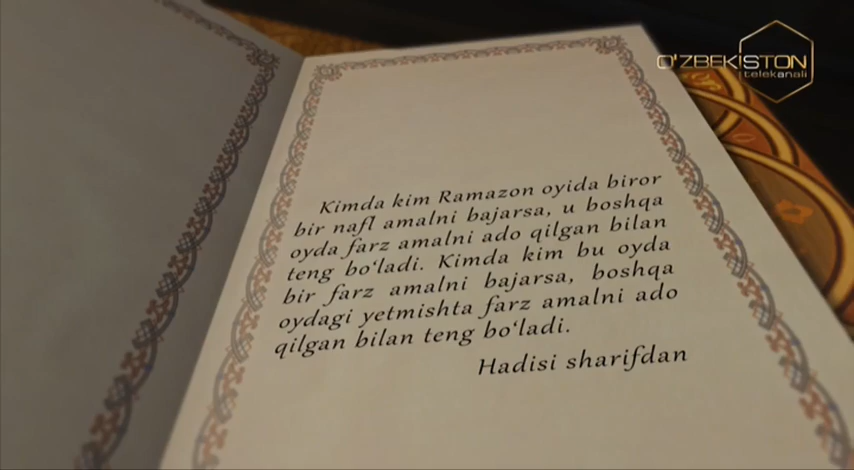 O'ZBEKISTON
telekanali
Kimda kim Ramazon oyida biror
bir nafl amalni bajarsa, u boshqa
oyda farz amalni ado qilgan bilan
teng bo‘ladi. Kimda kim bu oyda
bir farz amalni bajarsa, boshqa
oydagi yetmishta farz amalni ado
qilgan bilan teng bo‘ladi.
Hadisi sharifdan